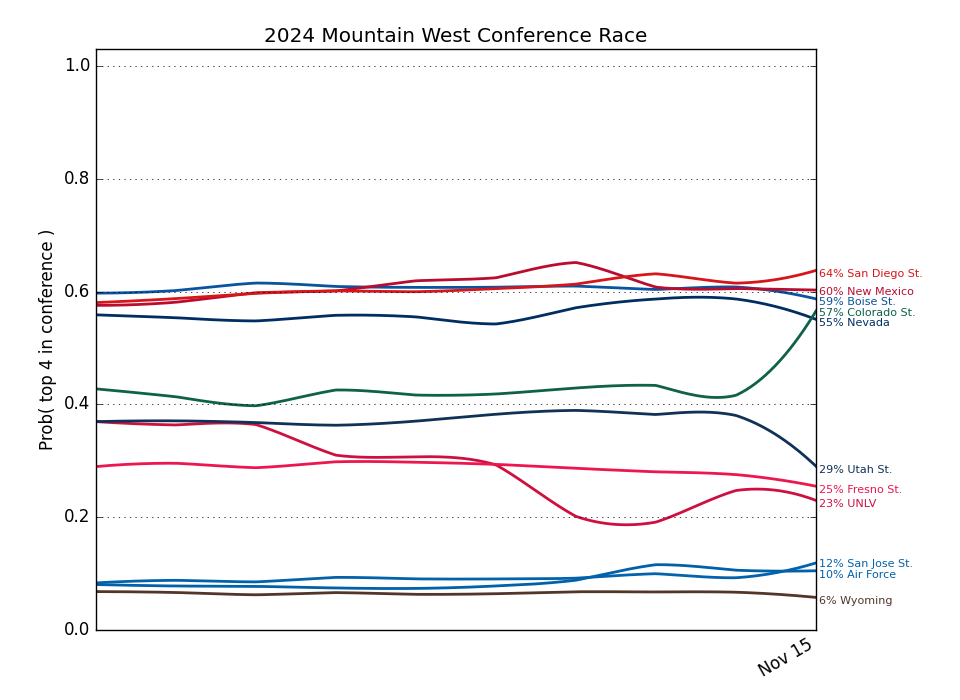 2024 Mountain West Conference Race
Prob( top 4 in conference )
1.0
0.8
0.6
0.4
0.2
0.0
64% San Diego St.
60% New Mexico
59% Boise St.
57% Colorado St.
55% Nevada
29% Utah St.
25% Fresno St.
23% UNLV
12% San Jose St.
10% Air Force
6% Wyoming
Nov 15